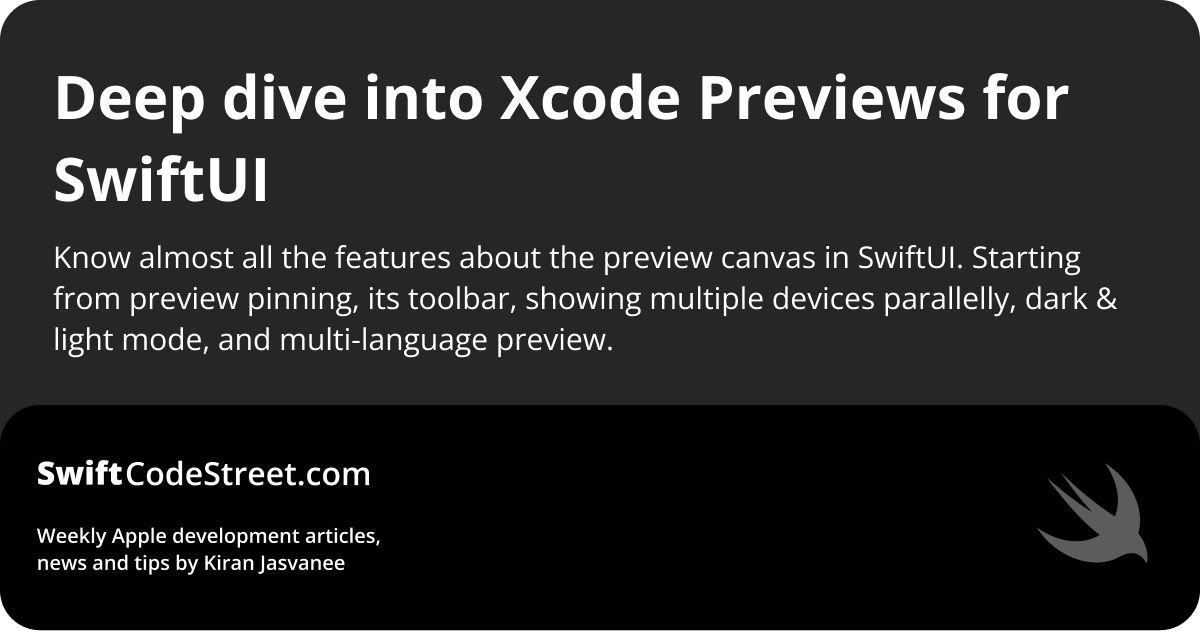 Deep dive into Xcode Previews for
SwiftUI
Know almost all the features about the preview canvas in SwiftUI. Starting
from preview pinning, its toolbar, showing multiple devices parallelly, dark &
light mode, and multi-language preview.
SwiftCodeStreet.com
Weekly Apple development articles,
news and tips by Kiran Jasvanee